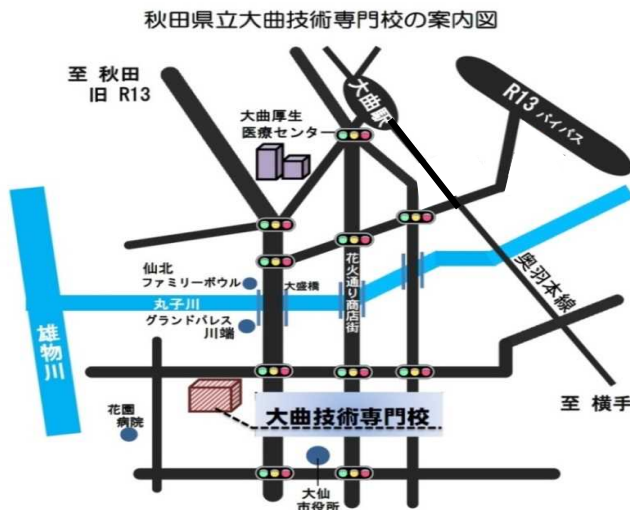 秋田県立大曲技術専門校の案内図
至 秋田
旧 R13
大曲駅
R13 バイパス
大曲厚生
医療センター
仙北
ファミリーボウル
大盛橋
花火通り商店街
奥羽本線
丸子川
グランドパレス
川端
雄物川
至 横手
花園
病院
大曲技術専門校
大仙
市役所